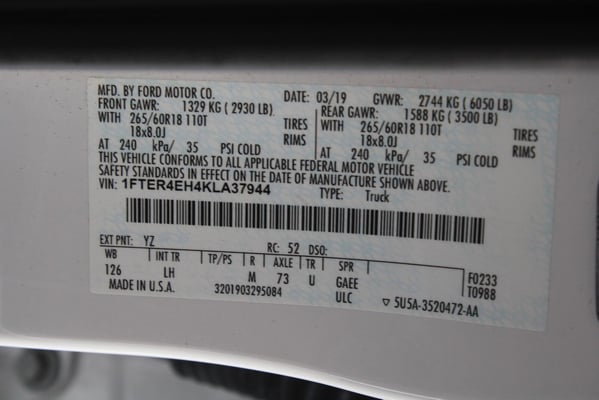 MFD. BY FORD MOTOR CO. DATE: 03/19 GVWR: 2744 KG ( 6050 LB)
FRONT GAWR: 1329 KG ( 2930 LB) REAR GAWR: 1588 KG ( 3500 LB)
WITH 265/60R18 110T TIRES WITH 265/60R18 110T TIRES
18x8.0J RIMS 18x8.0J RIMS
AT 240 kPa/ 35 PSI COLD AT 240 kPa/ 35 PSI COLD
THIS VEHICLE CONFORMS TO ALL APPLICABLE FEDERAL MOTOR VEHICLE
SAFETY STANDARDS IN EFFECT ON THE DATE OF MANUFACTURE SHOWN ABOVE.
VIN: 1FTER4EH4KLA37944 TYPE: Truck
EXT PNT: YZ RC: 52 DSO:
WB INT TR TP/PS R AXLE TR SPR F0233
126 LH M 73 U GAEE T0988
3201903295084 ULC ▽ 5U5A-3520472-AA